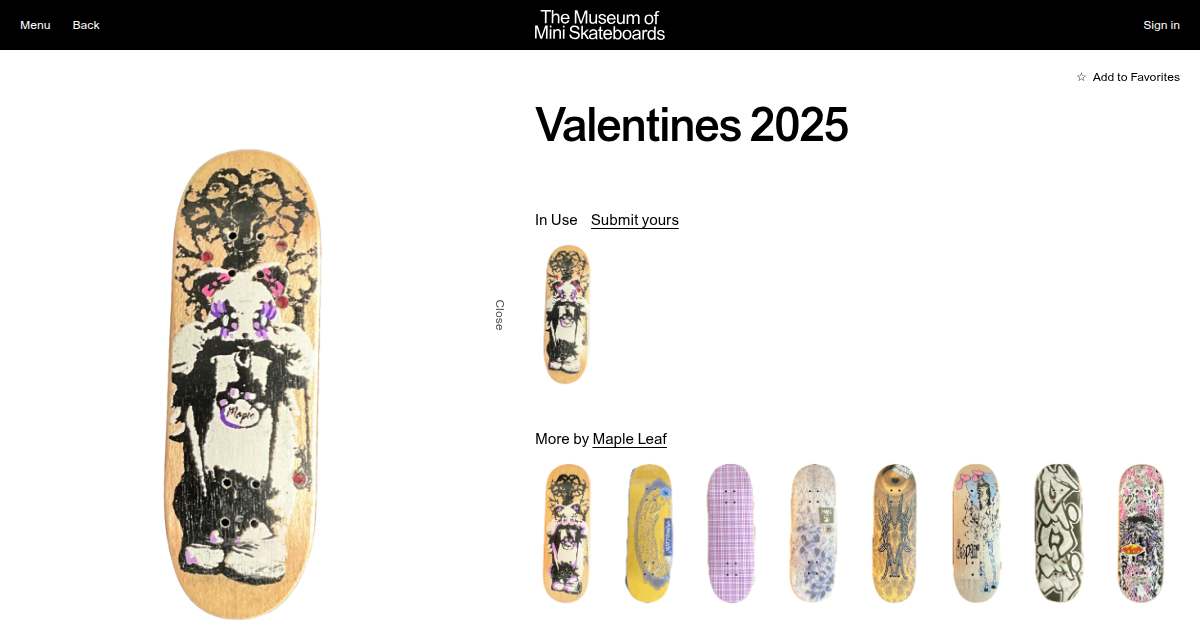 Menu
Back
The Museum of
Mini Skateboards
Sign in
☆ Add to Favorites
Valentines 2025
In Use Submit yours
Close
Maple
More by Maple Leaf